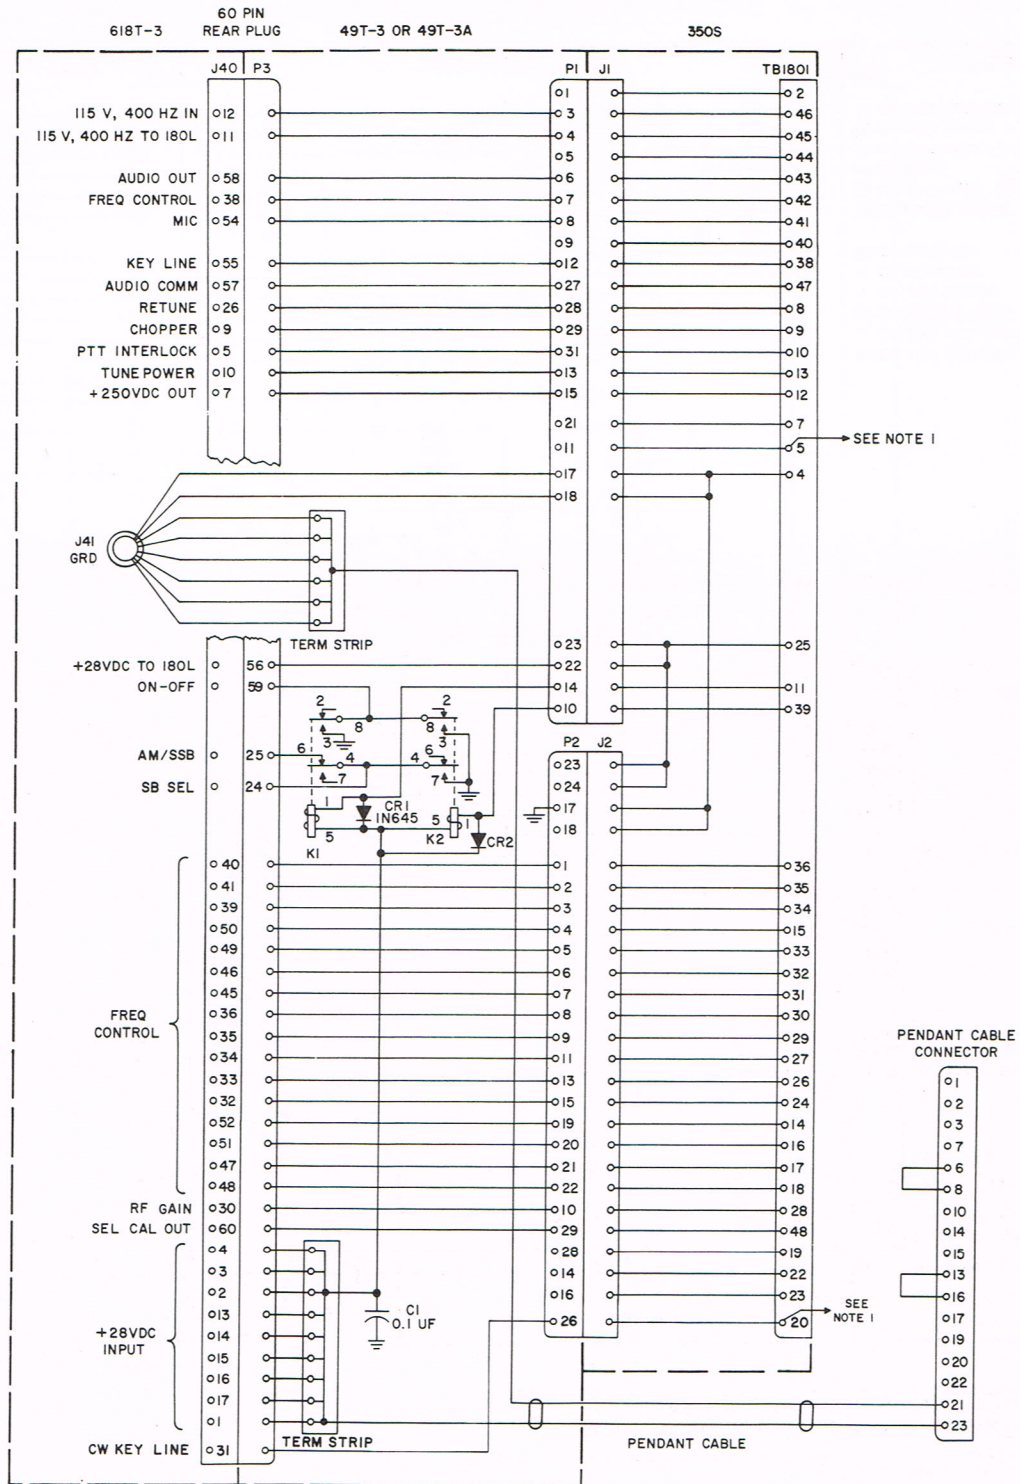 60 PIN
618T-3 REAR PLUG 49T-3 OR 49T-3A 350S
J40 P3 P1 J1 TB1801
1 2
115 V, 400 HZ IN 12 3 46
115 V, 400 HZ TO 180L 11 4 45
5 44
AUDIO OUT 58 6 43
FREQ CONTROL 38 7 42
MIC 54 8 41
9 40
KEY LINE 55 12 38
AUDIO COMM 57 27 47
RETUNE 26 28 8
CHOPPER 9 29 9
PTT INTERLOCK 5 31 10
TUNE POWER 10 13 13
+250VDC OUT 7 15 12
21 7
11 5 SEE NOTE 1
17 4
18
J41
GRD
TERM STRIP
23 25
+28VDC TO 180L 56 22
ON-OFF 59 14 11
2 2 10 39
8 8
3 3
P2 J2
AM/SSB 25 6 4 4 6 23
SB SEL 24 7 7 24
1 CR1 17
1N645
5 5 1 18
K1 K2 CR2
40 1 36
41 2 35
39 3 34
50 4 15
49 5 33
46 6 32
45 7 31
36 8 30
FREQ
CONTROL
35 9 29
34 11 27
33 13 26
32 15 24
52 19 14
51 20 16
47 21 17
48 22 18
RF GAIN 30 10 28
SEL CAL OUT 60 29 48
4 28 19
3 14 22
2 16 23
13 C1
0.1 UF
26 20 SEE
NOTE 1
+28VDC
INPUT
14
15
16
17
1
TERM STRIP
CW KEY LINE 31
PENDANT CABLE
PENDANT CABLE
CONNECTOR
1
2
3
7
6
8
10
14
15
13
16
17
19
20
22
21
23